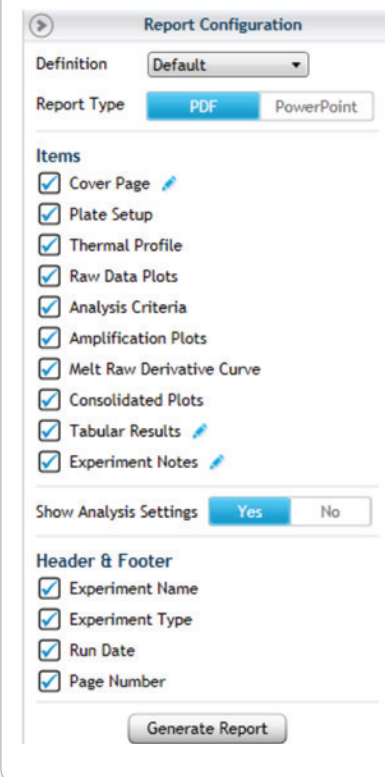 Report Configuration
Definition Default
Report Type PDF PowerPoint
Items
Cover Page
Plate Setup
Thermal Profile
Raw Data Plots
Analysis Criteria
Amplification Plots
Melt Raw Derivative Curve
Consolidated Plots
Tabular Results
Experiment Notes
Show Analysis Settings Yes No
Header & Footer
Experiment Name
Experiment Type
Run Date
Page Number
Generate Report